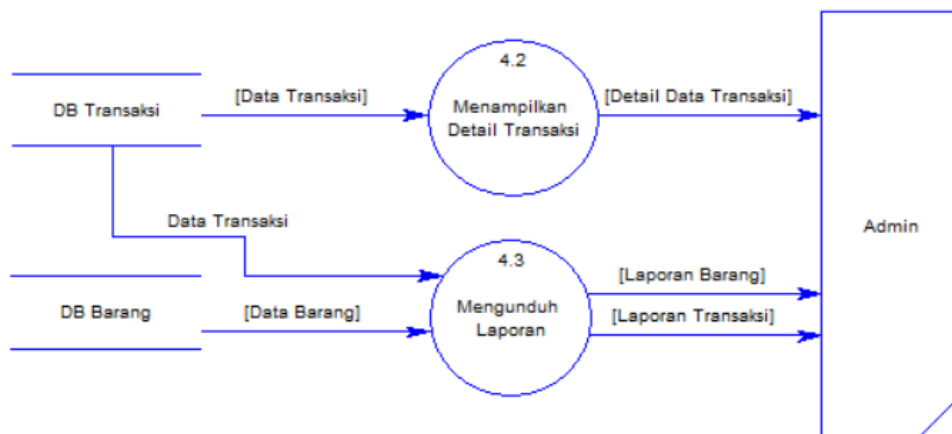 4.2
DB Transaksi
[Data Transaksi]
Menampilkan
Detail Transaksi
[Detail Data Transaksi]
Data Transaksi
Admin
4.3
DB Barang
[Data Barang]
Mengunduh
Laporan
[Laporan Barang]
[Laporan Transaksi]